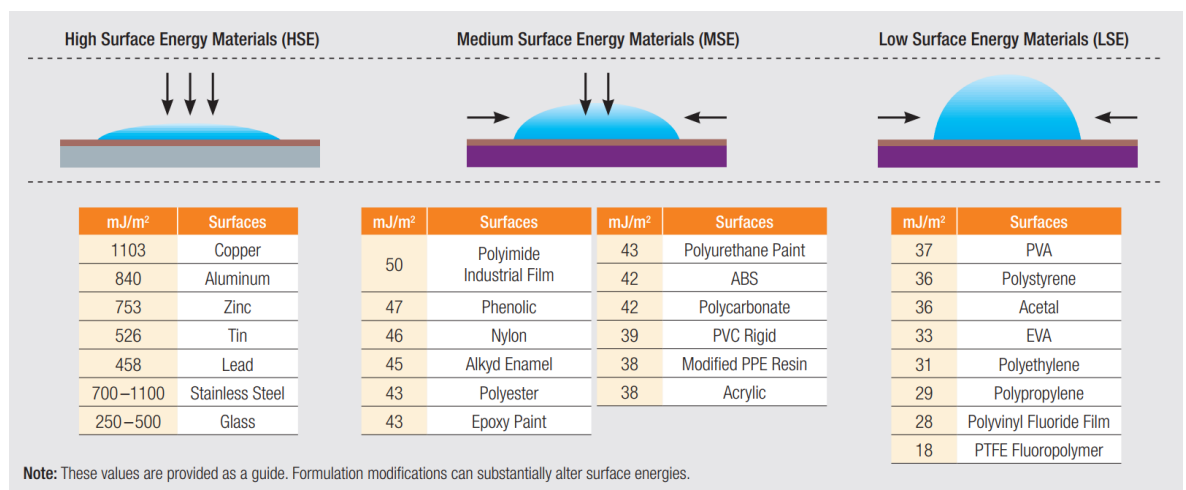 High Surface Energy Materials (HSE)
Medium Surface Energy Materials (MSE)
Low Surface Energy Materials (LSE)
mJ/m² Surfaces
1103 Copper
840 Aluminum
753 Zinc
526 Tin
458 Lead
700–1100 Stainless Steel
250–500 Glass
mJ/m² Surfaces
50 Polyimide
Industrial Film
47 Phenolic
46 Nylon
45 Alkyd Enamel
43 Polyester
43 Epoxy Paint
mJ/m² Surfaces
43 Polyurethane Paint
42 ABS
42 Polycarbonate
39 PVC Rigid
38 Modified PPE Resin
38 Acrylic
mJ/m² Surfaces
37 PVA
36 Polystyrene
36 Acetal
33 EVA
31 Polyethylene
29 Polypropylene
28 Polyvinyl Fluoride Film
18 PTFE Fluoropolymer
Note: These values are provided as a guide. Formulation modifications can substantially alter surface energies.